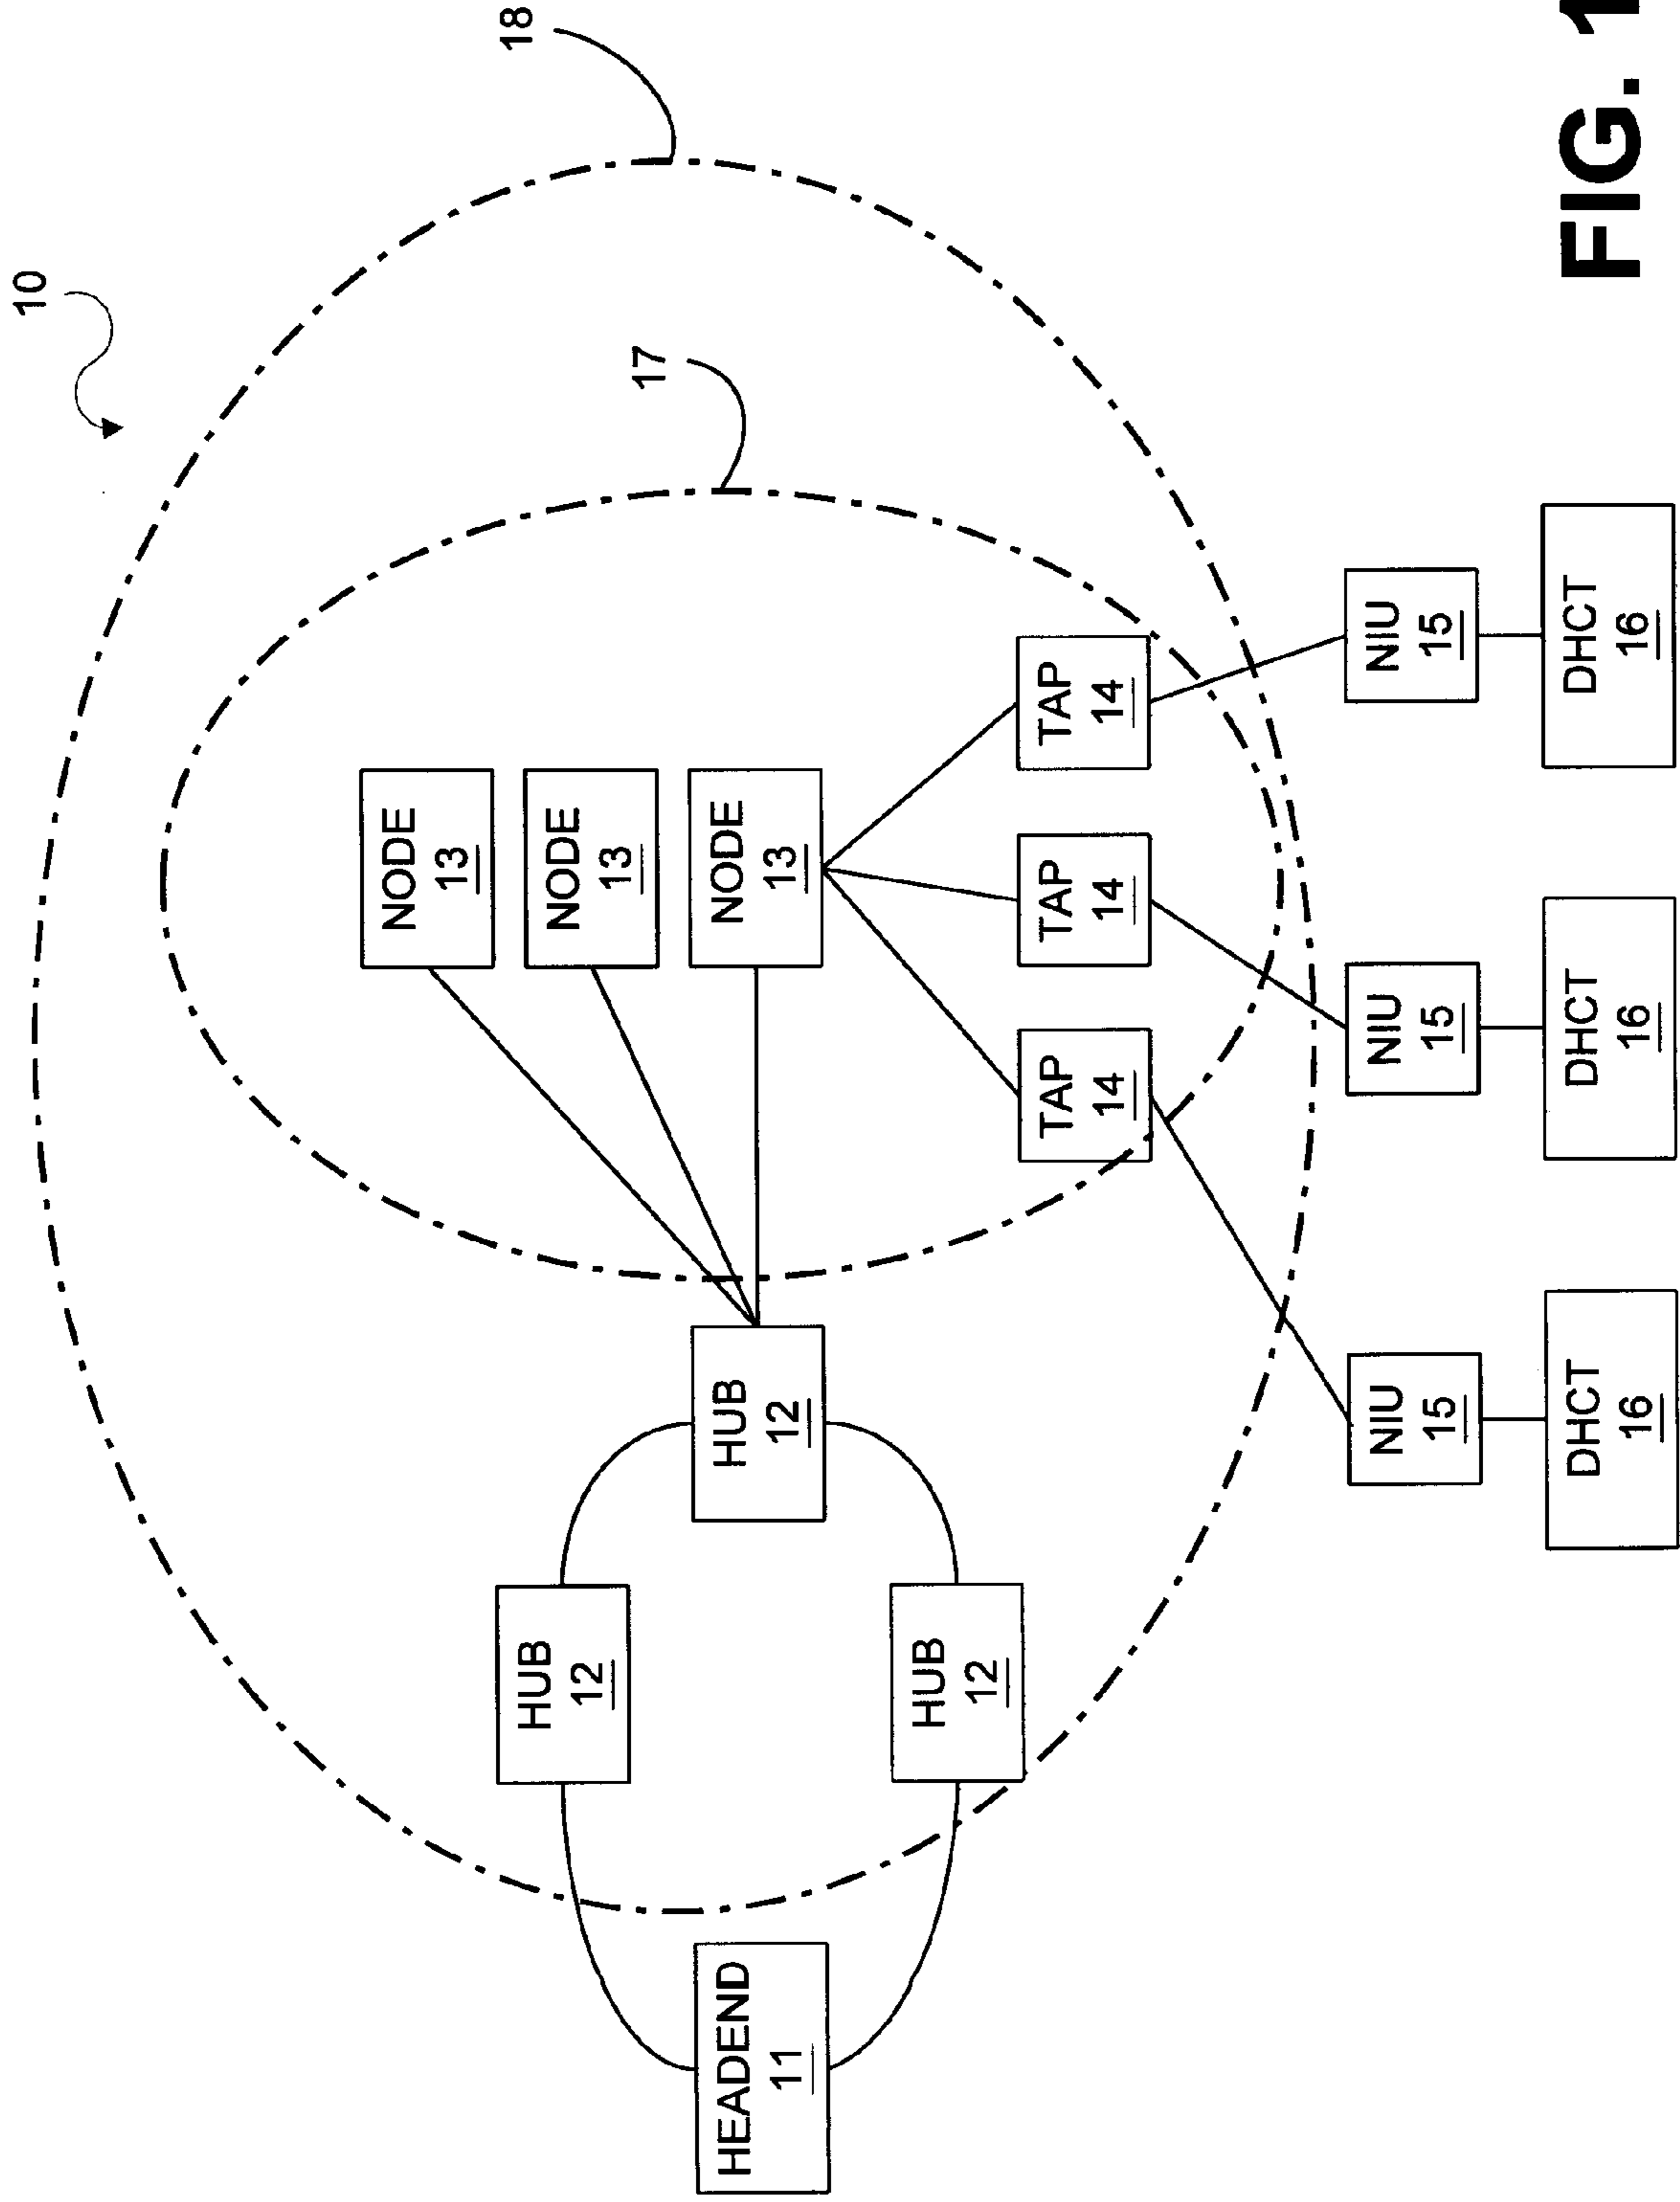 10
18
17
HEADEND
11
HUB
12
HUB
12
HUB
12
NODE
13
NODE
13
NODE
13
TAP
14
TAP
14
TAP
14
NIU
15
NIU
15
NIU
15
DHCT
16
DHCT
16
DHCT
16
FIG. 1